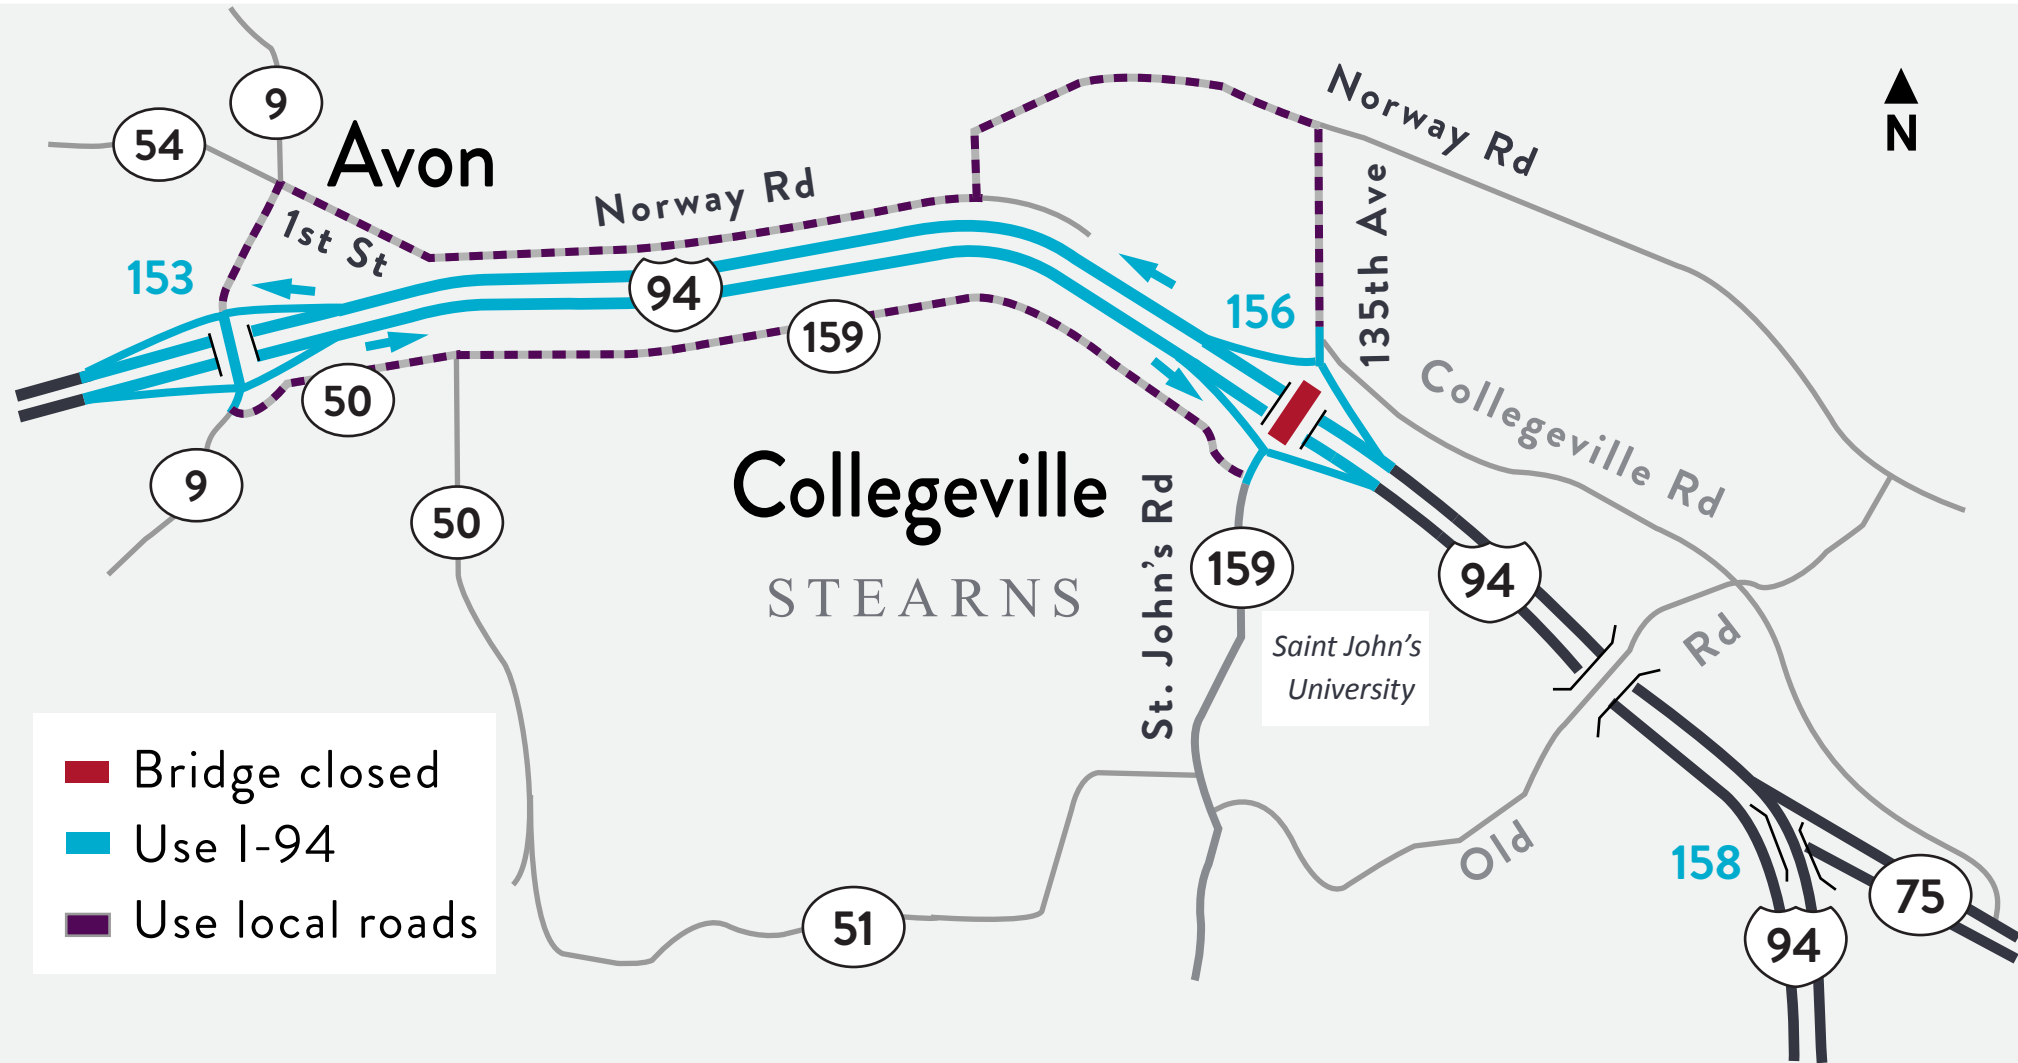 9
54
Avon
Norway Rd
N
Norway Rd
1st St
153
94
159
156
135th Ave
50
Collegeville Rd
9
50
Collegeville
STEARNS
St. John's Rd
159
94
Saint John's
University
Rd
Bridge closed
Use I-94
Use local roads
51
Old
158
75
94